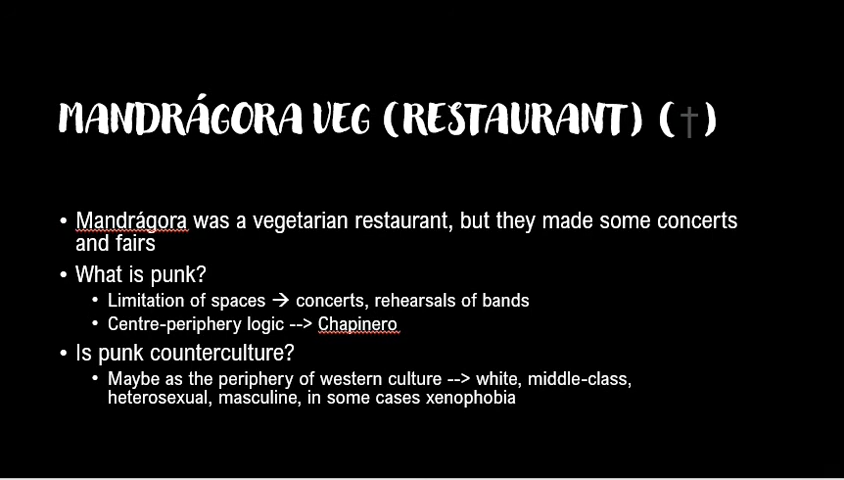 MANDRÁGORA VEG (RESTAURANT) (†)
• Mandrágora was a vegetarian restaurant, but they made some concerts
and fairs
• What is punk?
• Limitation of spaces → concerts, rehearsals of bands
• Centre-periphery logic --> Chapinero
• Is punk counterculture?
• Maybe as the periphery of western culture --> white, middle-class,
heterosexual, masculine, in some cases xenophobia